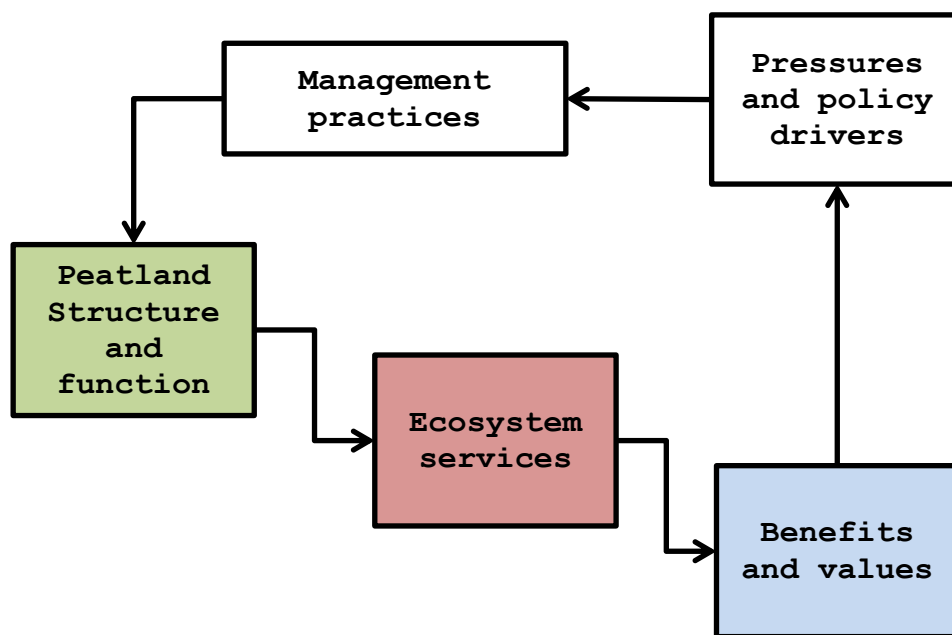 Management
practices
Pressures
and policy
drivers
Peatland
Structure
and
function
Ecosystem
services
Benefits
and values